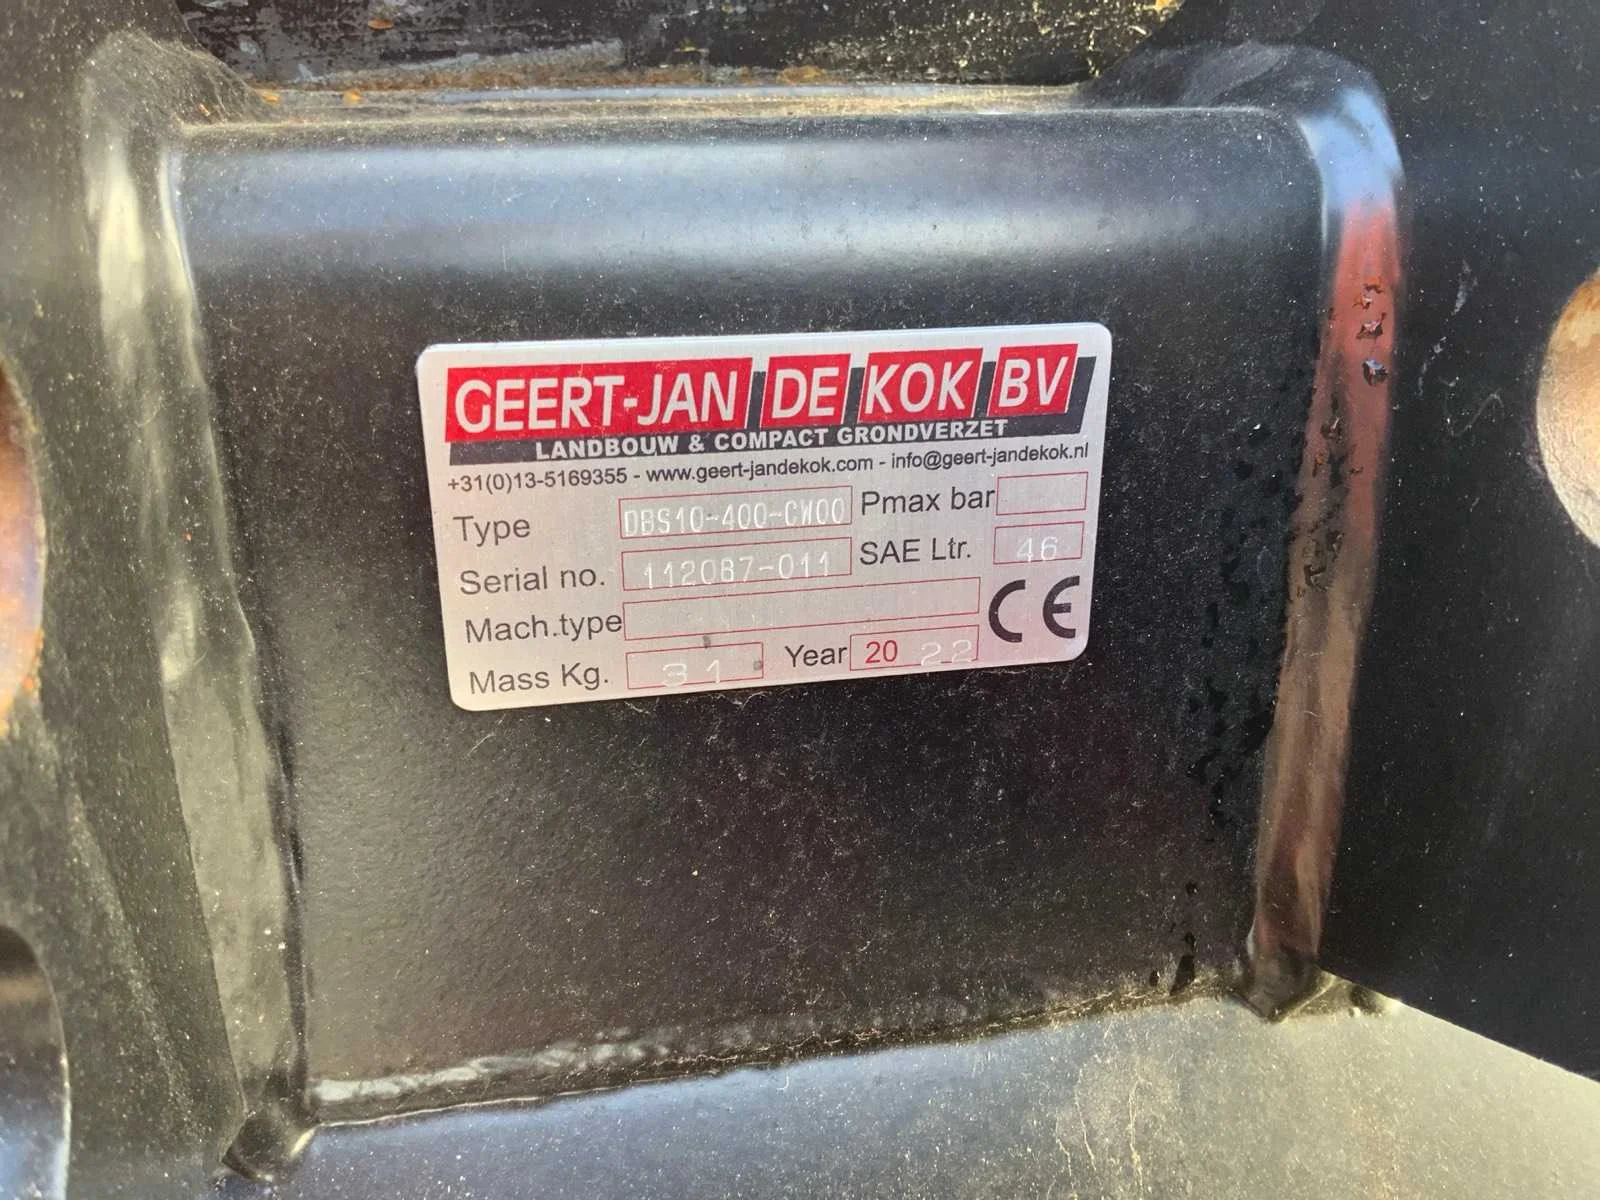 GEERT-JAN DE KOK BV
LANDBOUW & COMPACT GRONDVERZET
+31(0)13-5169355 - www.geert-jandekok.com - info@geert-jandekok.nl
Type DBS10-400-CW00 Pmax bar
Serial no. 112087-011 SAE Ltr. 46
Mach.type CE
Mass Kg. 31 Year 20 22